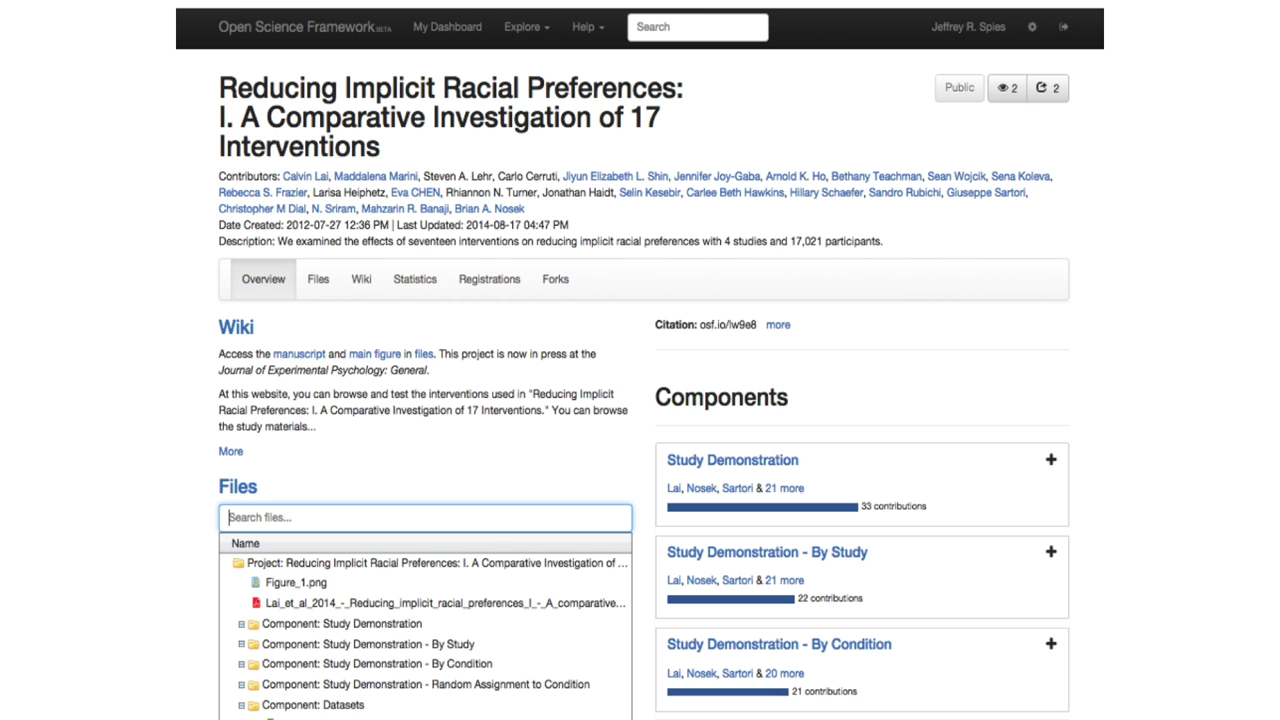 Open Science Framework BETA My Dashboard Explore Help Search Jeffrey R. Spies
Reducing Implicit Racial Preferences:
I. A Comparative Investigation of 17
Interventions
Public 2 2
Contributors: Calvin Lai, Maddalena Marini, Steven A. Lehr, Carlo Cerruti, Jiyun Elizabeth L. Shin, Jennifer Joy-Gaba, Arnold K. Ho, Bethany Teachman, Sean Wojcik, Sena Koleva,
Rebecca S. Frazier, Larisa Heiphetz, Eva CHEN, Rhiannon N. Turner, Jonathan Haidt, Selin Kesebir, Carlee Beth Hawkins, Hillary Schaefer, Sandro Rubichi, Giuseppe Sartori,
Christopher M Dial, N. Sriram, Mahzarin R. Banaji, Brian A. Nosek
Date Created: 2012-07-27 12:36 PM | Last Updated: 2014-08-17 04:47 PM
Description: We examined the effects of seventeen interventions on reducing implicit racial preferences with 4 studies and 17,021 participants.
Overview Files Wiki Statistics Registrations Forks
Wiki
Access the manuscript and main figure in files. This project is now in press at the
Journal of Experimental Psychology: General.
At this website, you can browse and test the interventions used in "Reducing Implicit
Racial Preferences: I. A Comparative Investigation of 17 Interventions." You can browse
the study materials...
More
Files
Search files...
Name
Project: Reducing Implicit Racial Preferences: I. A Comparative Investigation of ...
Figure_1.png
Lai_et_al_2014_-_Reducing_implicit_racial_preferences_I_-_A_comparative...
Component: Study Demonstration
Component: Study Demonstration - By Study
Component: Study Demonstration - By Condition
Component: Study Demonstration - Random Assignment to Condition
Component: Datasets
Citation: osf.io/lw9e8 more
Components
Study Demonstration
Lai, Nosek, Sartori & 21 more
33 contributions
Study Demonstration - By Study
Lai, Nosek, Sartori & 21 more
22 contributions
Study Demonstration - By Condition
Lai, Nosek, Sartori & 20 more
21 contributions